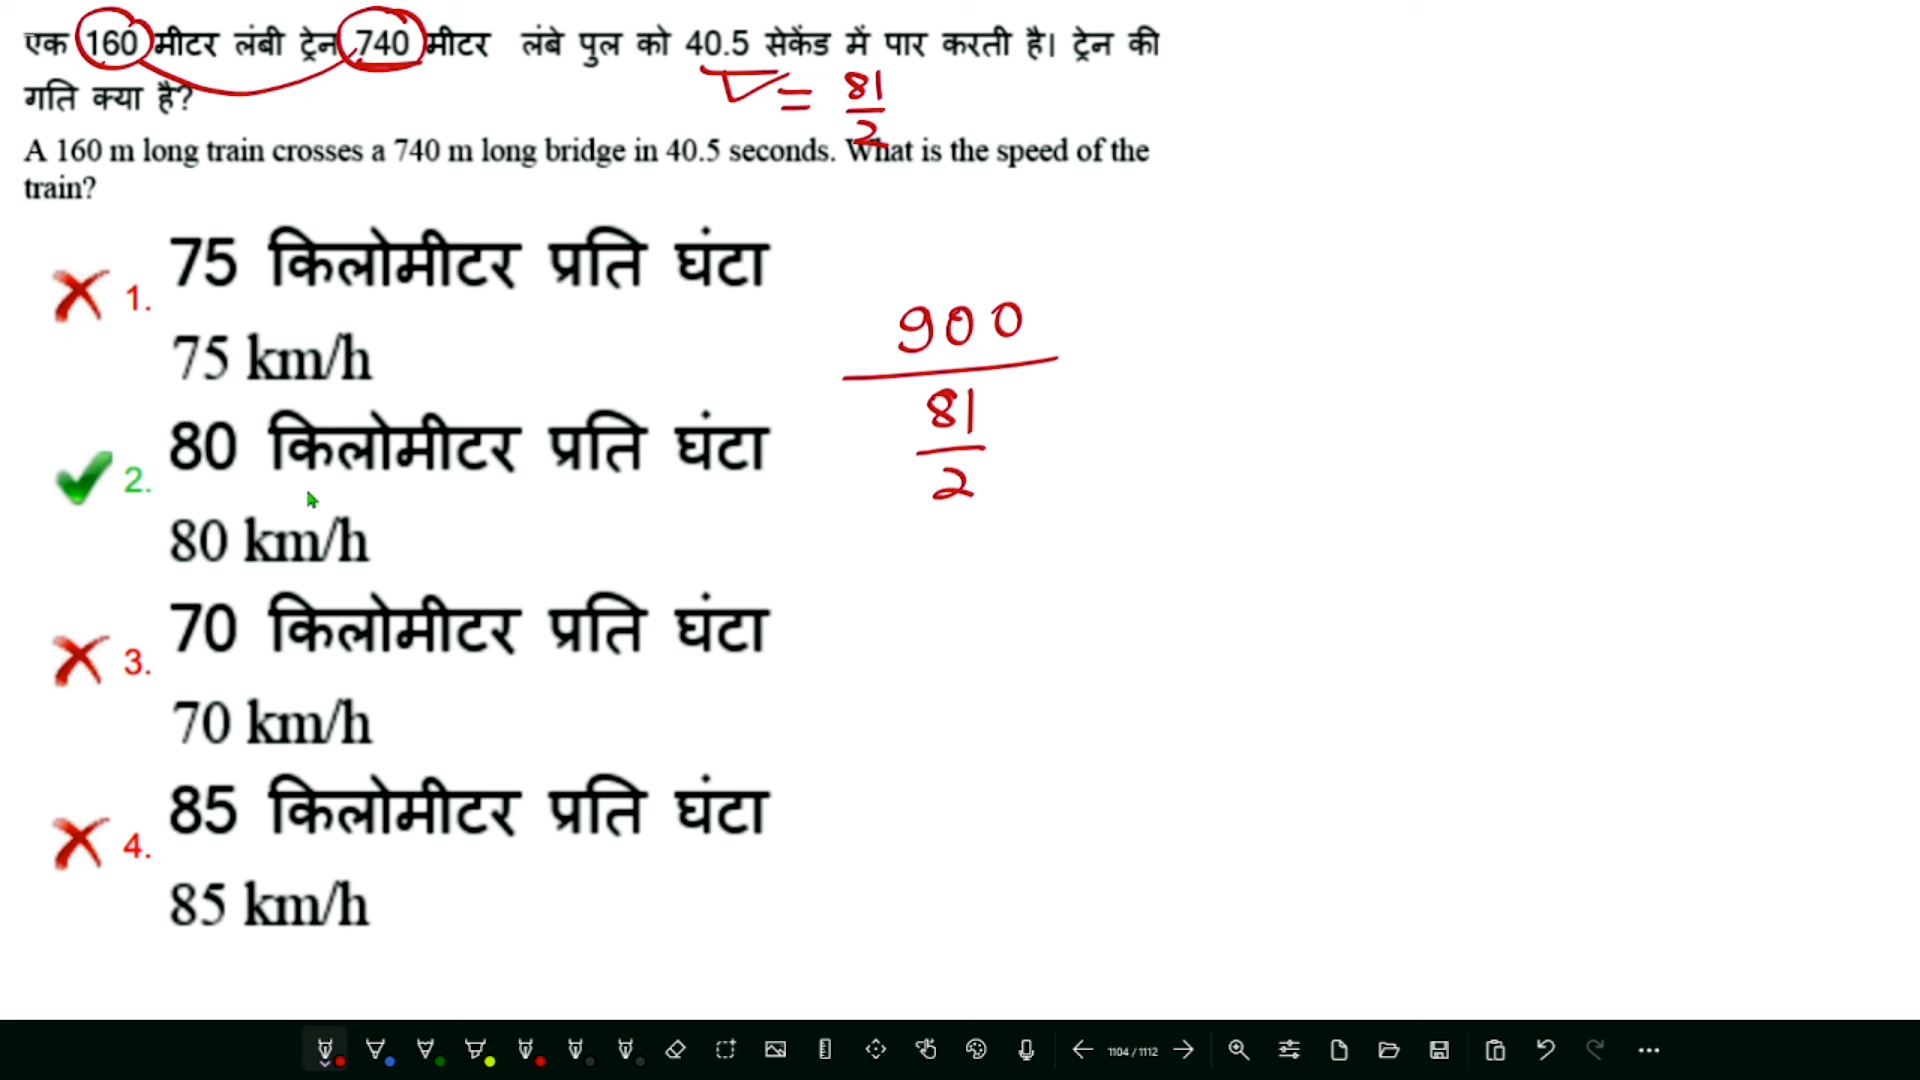 एक 160 मीटर लंबी ट्रेन 740 मीटर लंबे पुल को 40.5 सेकेंड में पार करती है। ट्रेन की
गति क्या है?
= 81
2
A 160 m long train crosses a 740 m long bridge in 40.5 seconds. What is the speed of the
train?
1. 75 किलोमीटर प्रति घंटा
75 km/h
2. 80 किलोमीटर प्रति घंटा
80 km/h
3. 70 किलोमीटर प्रति घंटा
70 km/h
4. 85 किलोमीटर प्रति घंटा
85 km/h
900
81
2
1104 / 1112